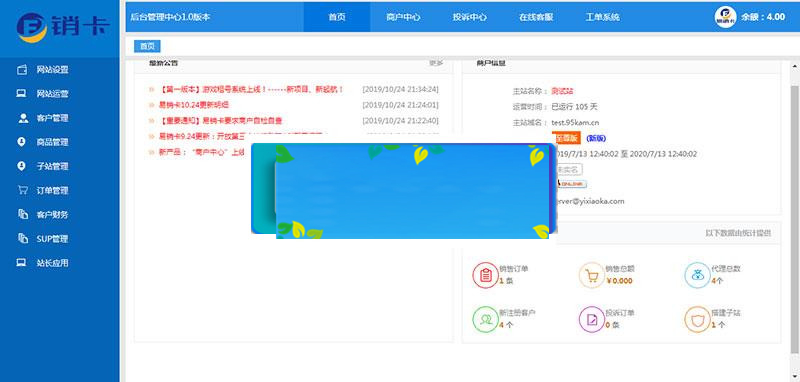 销卡
后台管理中心1.0版本
首页
商户中心
投诉中心
在线客服
工单系统
易销卡
余额：4.00
首页
网站设置
网站运营
客户管理
商品管理
子站管理
订单管理
客户财务
SUP管理
站长应用
最新公告
更多
【第一版本】游戏租号系统上线！------新项目、新起航！
[2019/10/24 21:34:24]
易销卡10.24更新明细
[2019/10/24 21:24:01]
【重要通知】易销卡要求商户自检自查
[2019/10/24 21:22:40]
易销卡9.24更新：开放第三
新产品："商户中心"上线
商户信息
主站名称：
测试站
运营时间：
已运行 105 天
主站域名：
test.95kam.cn
至尊版
(新版)
2019/7/13 12:40:02 至 2020/7/13 12:40:02
未实名
ONLINE
server@yixiaoka.com
以下数据由统计提供
销售订单
1 条
销售总额
￥0.000
代理总数
4个
新注册客户
4 个
投诉订单
0 条
搭建子站
1 个